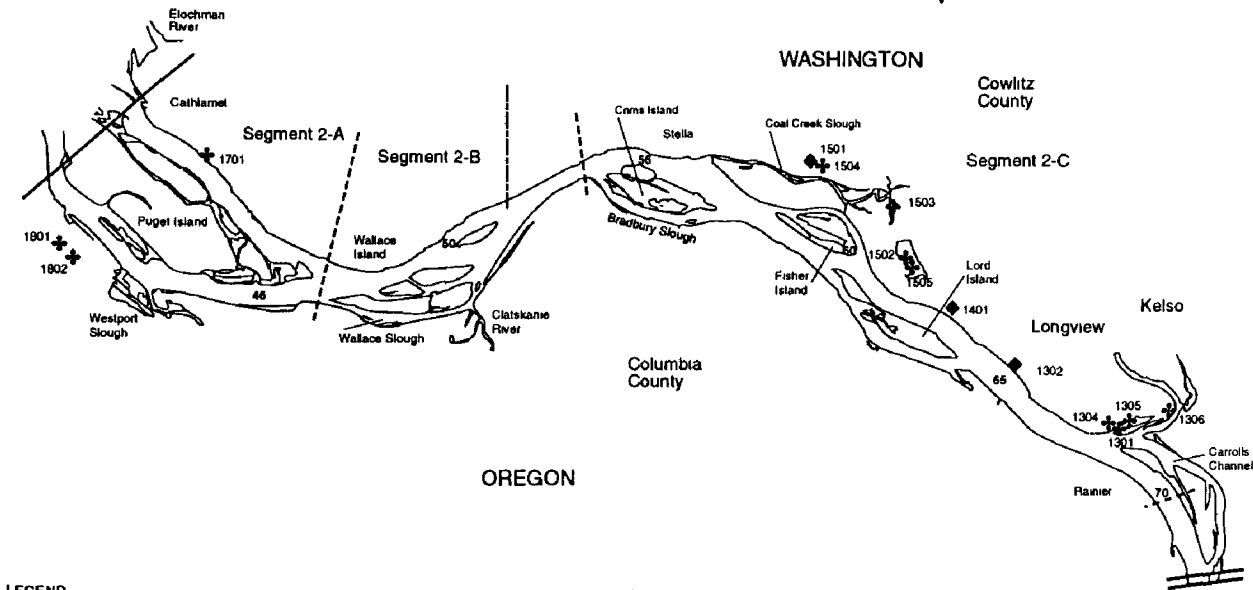 Elochman
River
WASHINGTON
Cowlitz
County
Cathlamet
Segment 2-A
Segment 2-B
Crims Island
Stella
Coal Creek Slough
1501
1504
Segment 2-C
1701
55
1503
Puget Island
Bradbury Slough
1801
1802
Wallace
Island
50
60
1502
1505
Fisher
Island
Lord
Island
46
Westport
Slough
Wallace Slough
Clatskanie
River
1401
Longview
Kelso
Columbia
County
65
1302
1304
1305
1301
1306
Carrolls
Channel
OREGON
Rainier
70
LEGEND